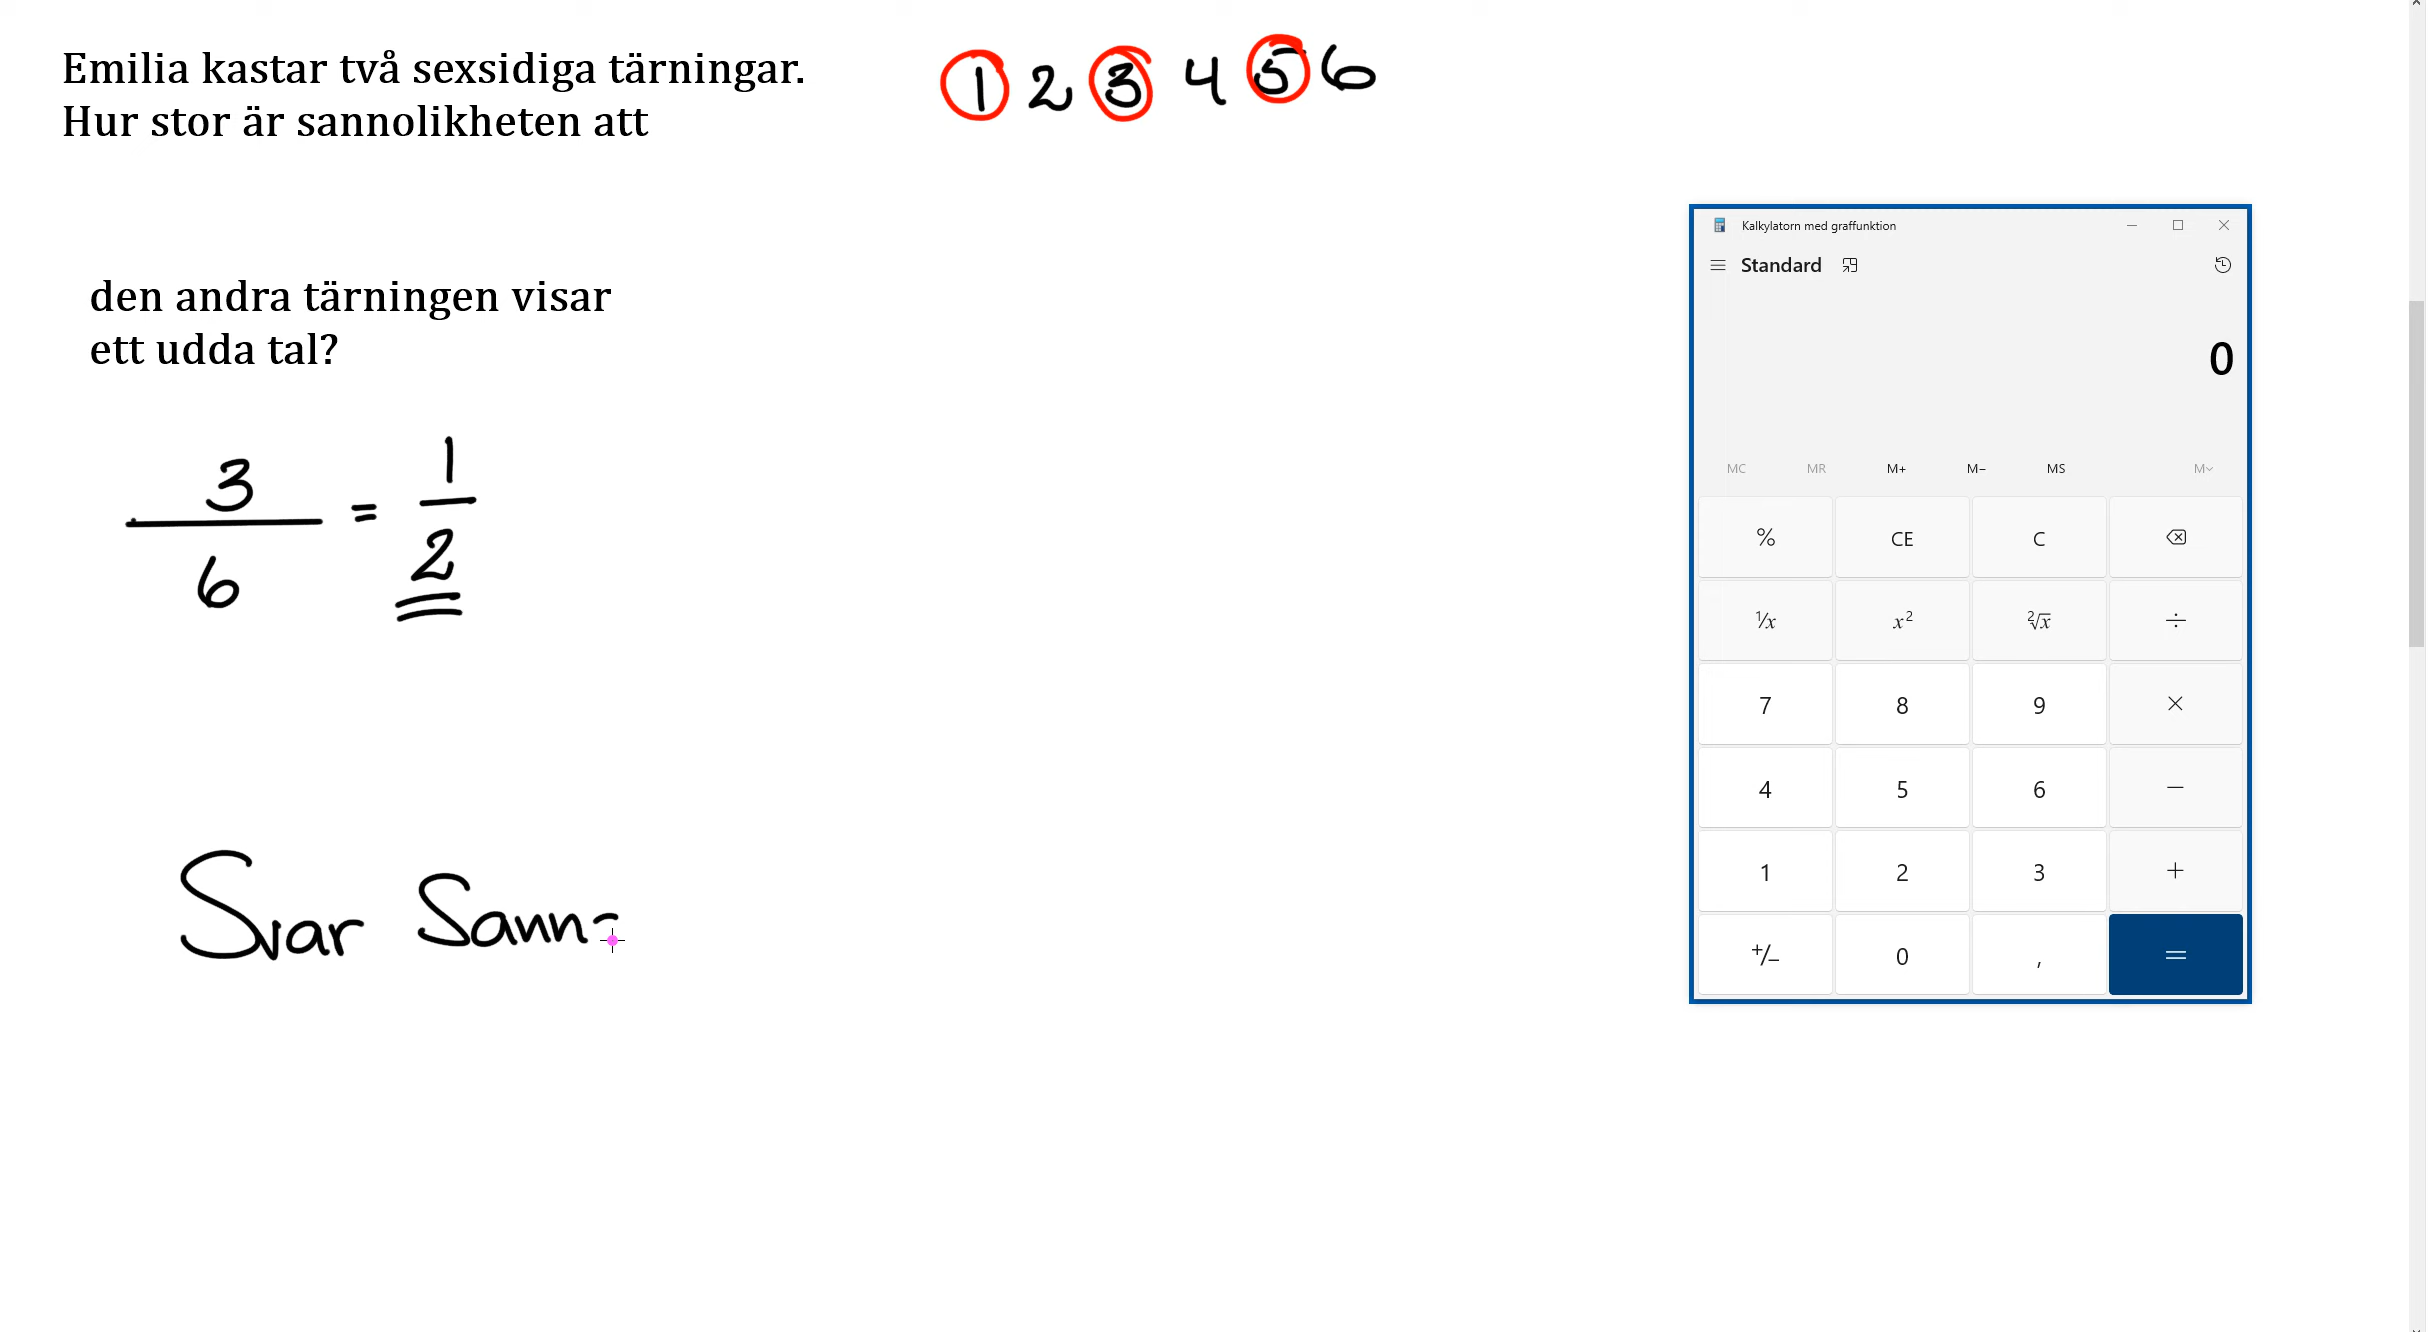 Emilia kastar två sexsidiga tärningar.
Hur stor är sannolikheten att
1 2 3 4 5 6
den andra tärningen visar
ett udda tal?
3
6
=
1
2
Svar Sann-
Kalkylatorn med graffunktion
Standard
0
MC MR M+ M− MS M˅
% CE C
⅟x x² ²√x ÷
7 8 9 ×
4 5 6 −
1 2 3 +
+/− 0 , =